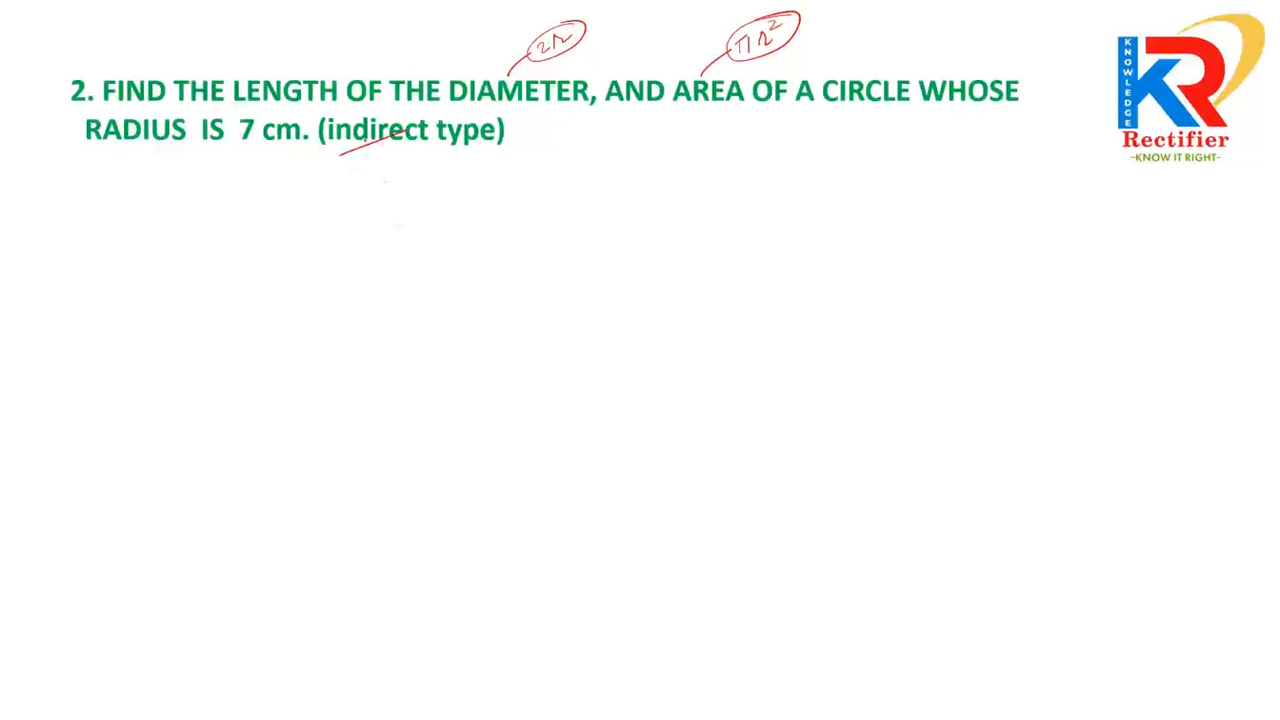 2r
πr²
2. FIND THE LENGTH OF THE DIAMETER, AND AREA OF A CIRCLE WHOSE
RADIUS IS 7 cm. (indirect type)
KNOWLEDGE
KR
Rectifier
-KNOW IT RIGHT-